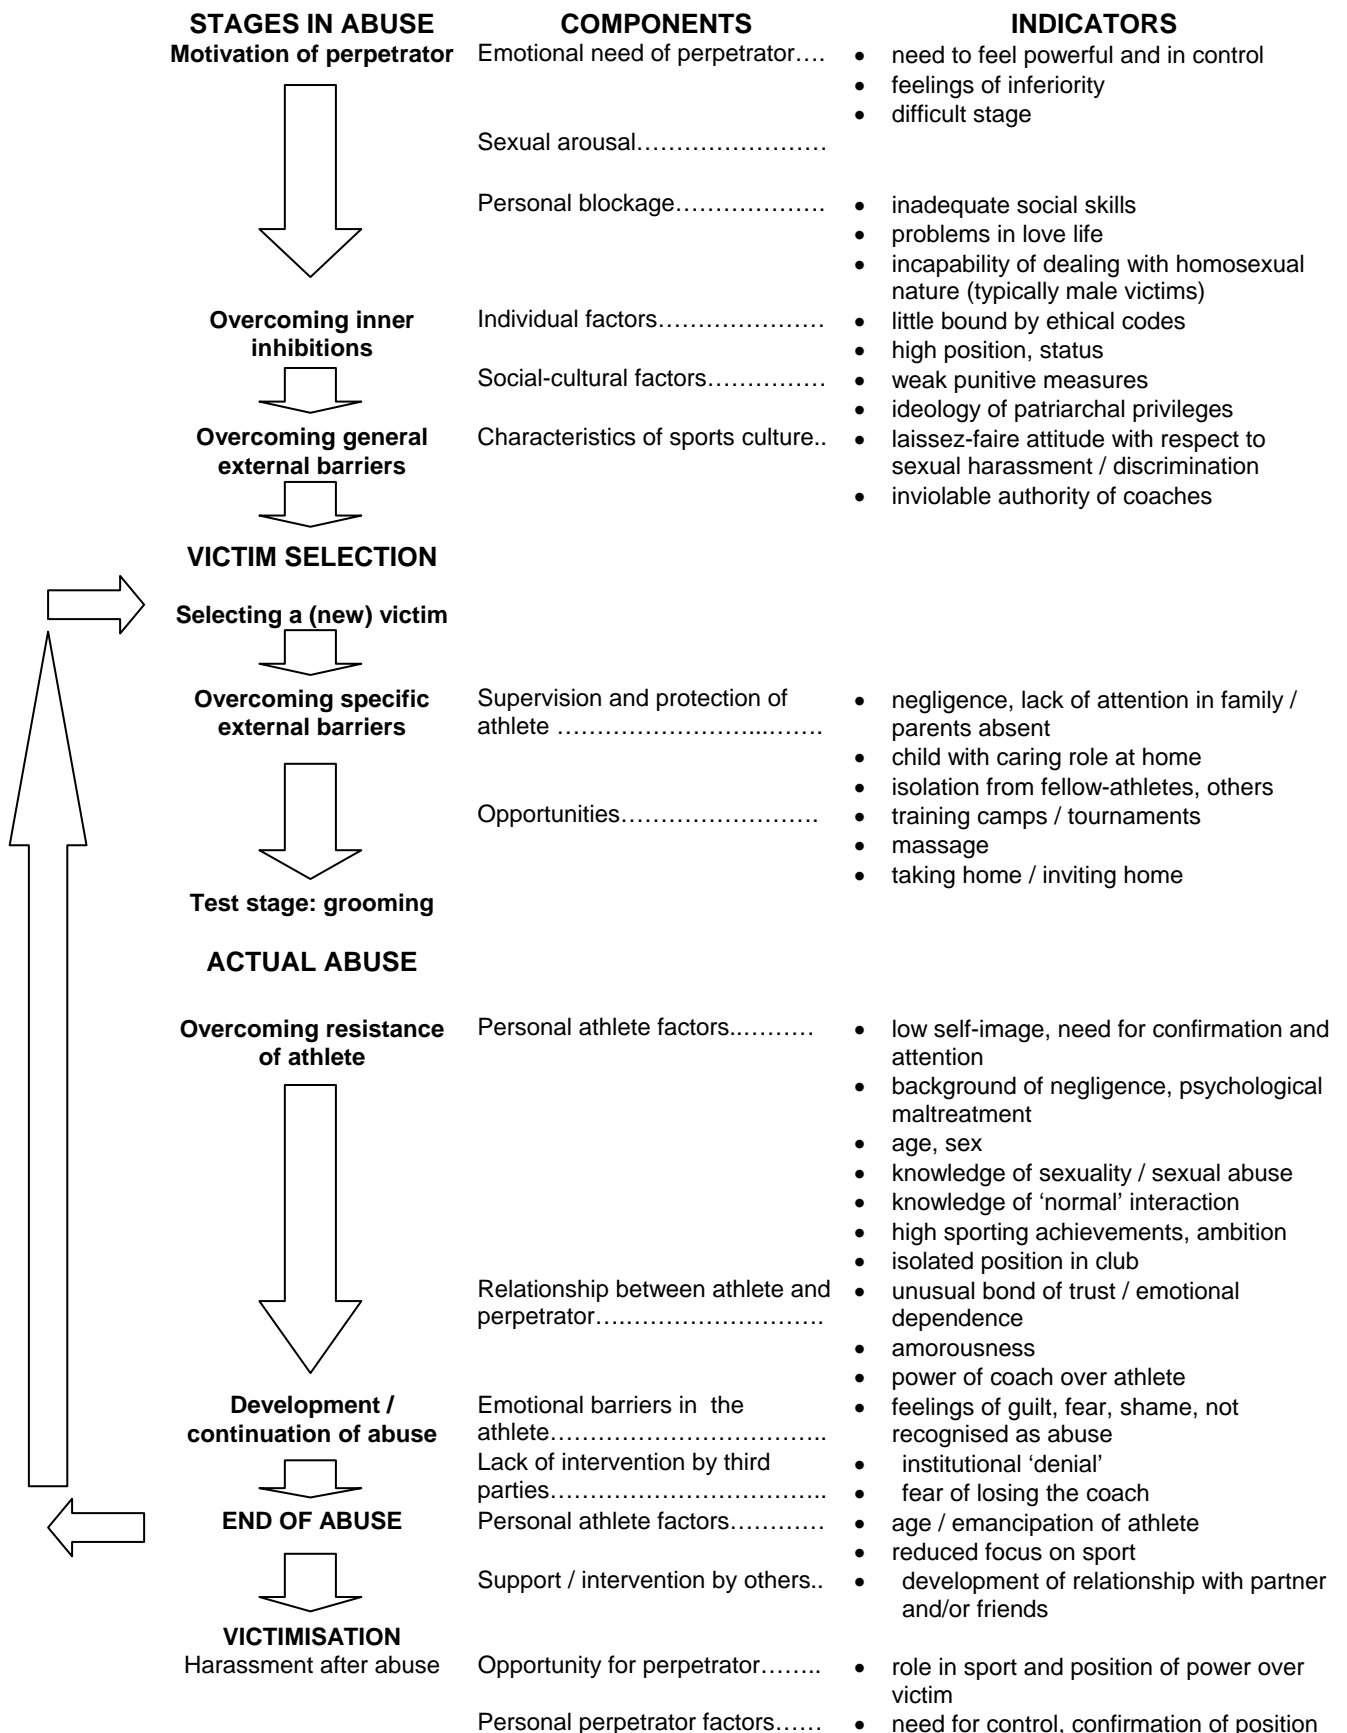 STAGES IN ABUSE COMPONENTS INDICATORS
Motivation of perpetrator Emotional need of perpetrator…. • need to feel powerful and in control
• feelings of inferiority
• difficult stage
Sexual arousal……………………
Personal blockage………………. • inadequate social skills
• problems in love life
• incapability of dealing with homosexual
nature (typically male victims)
Overcoming inner Individual factors………………… • little bound by ethical codes
inhibitions • high position, status
Social-cultural factors…………… • weak punitive measures
• ideology of patriarchal privileges
Overcoming general Characteristics of sports culture.. • laissez-faire attitude with respect to
external barriers sexual harassment / discrimination
• inviolable authority of coaches
VICTIM SELECTION
Selecting a (new) victim
Overcoming specific Supervision and protection of • negligence, lack of attention in family /
external barriers athlete ……………………...……. parents absent
• child with caring role at home
• isolation from fellow-athletes, others
Opportunities……………………. • training camps / tournaments
• massage
• taking home / inviting home
Test stage: grooming
ACTUAL ABUSE
Overcoming resistance Personal athlete factors..……… • low self-image, need for confirmation and
of athlete attention
• background of negligence, psychological
maltreatment
• age, sex
• knowledge of sexuality / sexual abuse
• knowledge of ‘normal’ interaction
• high sporting achievements, ambition
• isolated position in club
Relationship between athlete and • unusual bond of trust / emotional
perpetrator….……………………. dependence
• amorousness
• power of coach over athlete
Development / Emotional barriers in the • feelings of guilt, fear, shame, not
continuation of abuse athlete…………………………….. recognised as abuse
Lack of intervention by third • institutional ‘denial’
parties…………………………….. • fear of losing the coach
END OF ABUSE Personal athlete factors………… • age / emancipation of athlete
• reduced focus on sport
Support / intervention by others.. • development of relationship with partner
and/or friends
VICTIMISATION
Harassment after abuse Opportunity for perpetrator…….. • role in sport and position of power over
victim
Personal perpetrator factors…… • need for control, confirmation of position